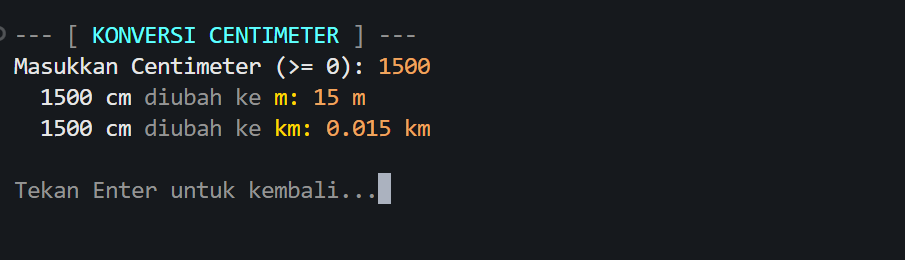 --- [ KONVERSI CENTIMETER ] ---
Masukkan Centimeter (>= 0): 1500
1500 cm diubah ke m: 15 m
1500 cm diubah ke km: 0.015 km
Tekan Enter untuk kembali...